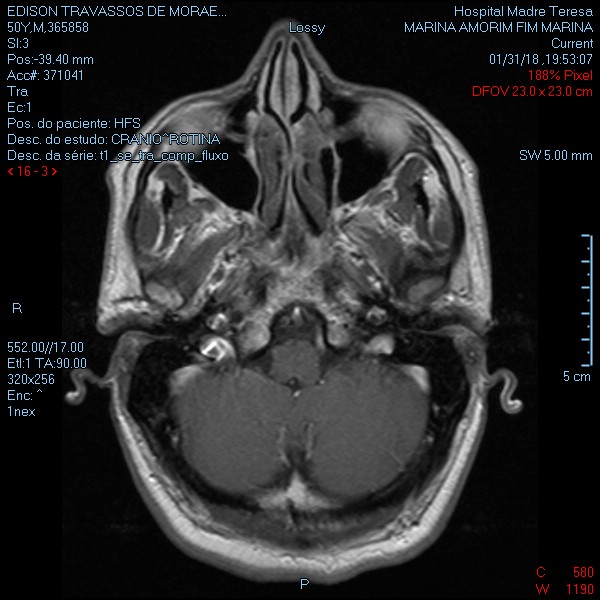 EDISON TRAVASSOS DE MORAE...
50Y,M,365858
Sl:3
Pos:-39.40 mm
Acc#: 371041
Tra
Ec:1
Pos. do paciente: HFS
Desc. do estudo: CRANIO^ROTINA
Desc. da série: t1_se_tra_comp_fluxo
< 16 - 3 >
Lossy
Hospital Madre Teresa
MARINA AMORIM FIM MARINA
Current
01/31/18 ,19:53:07
188% Pixel
DFOV 23.0 x 23.0 cm
SW 5.00 mm
R
552.00//17.00
Etl:1 TA:90.00
320x256
Enc: ^
1nex
5 cm
P
C 580
W 1190